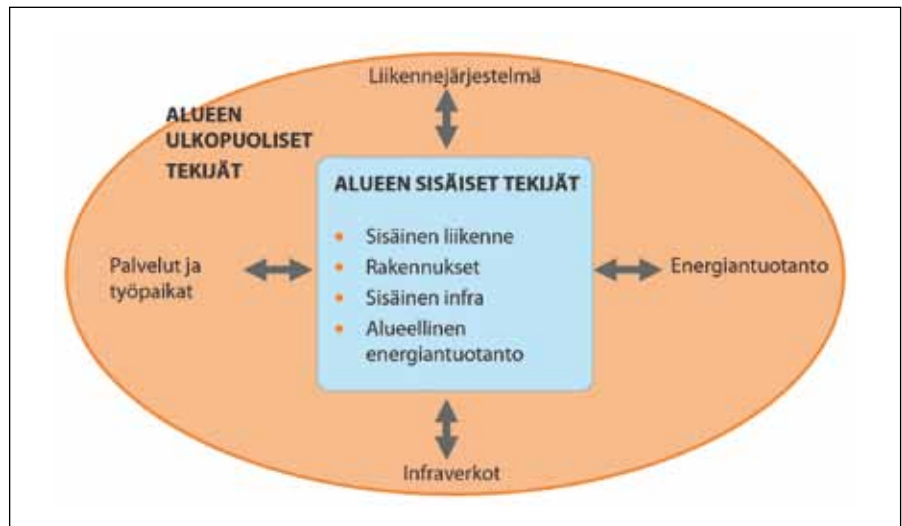 Liikennejärjestelmä
ALUEEN
ULKOPUOLISET
TEKIJÄT
ALUEEN SISÄISET TEKIJÄT
• Sisäinen liikenne
• Rakennukset
• Sisäinen infra
• Alueellinen
energiantuotanto
Palvelut ja
työpaikat
Energiantuotanto
Infraverkot